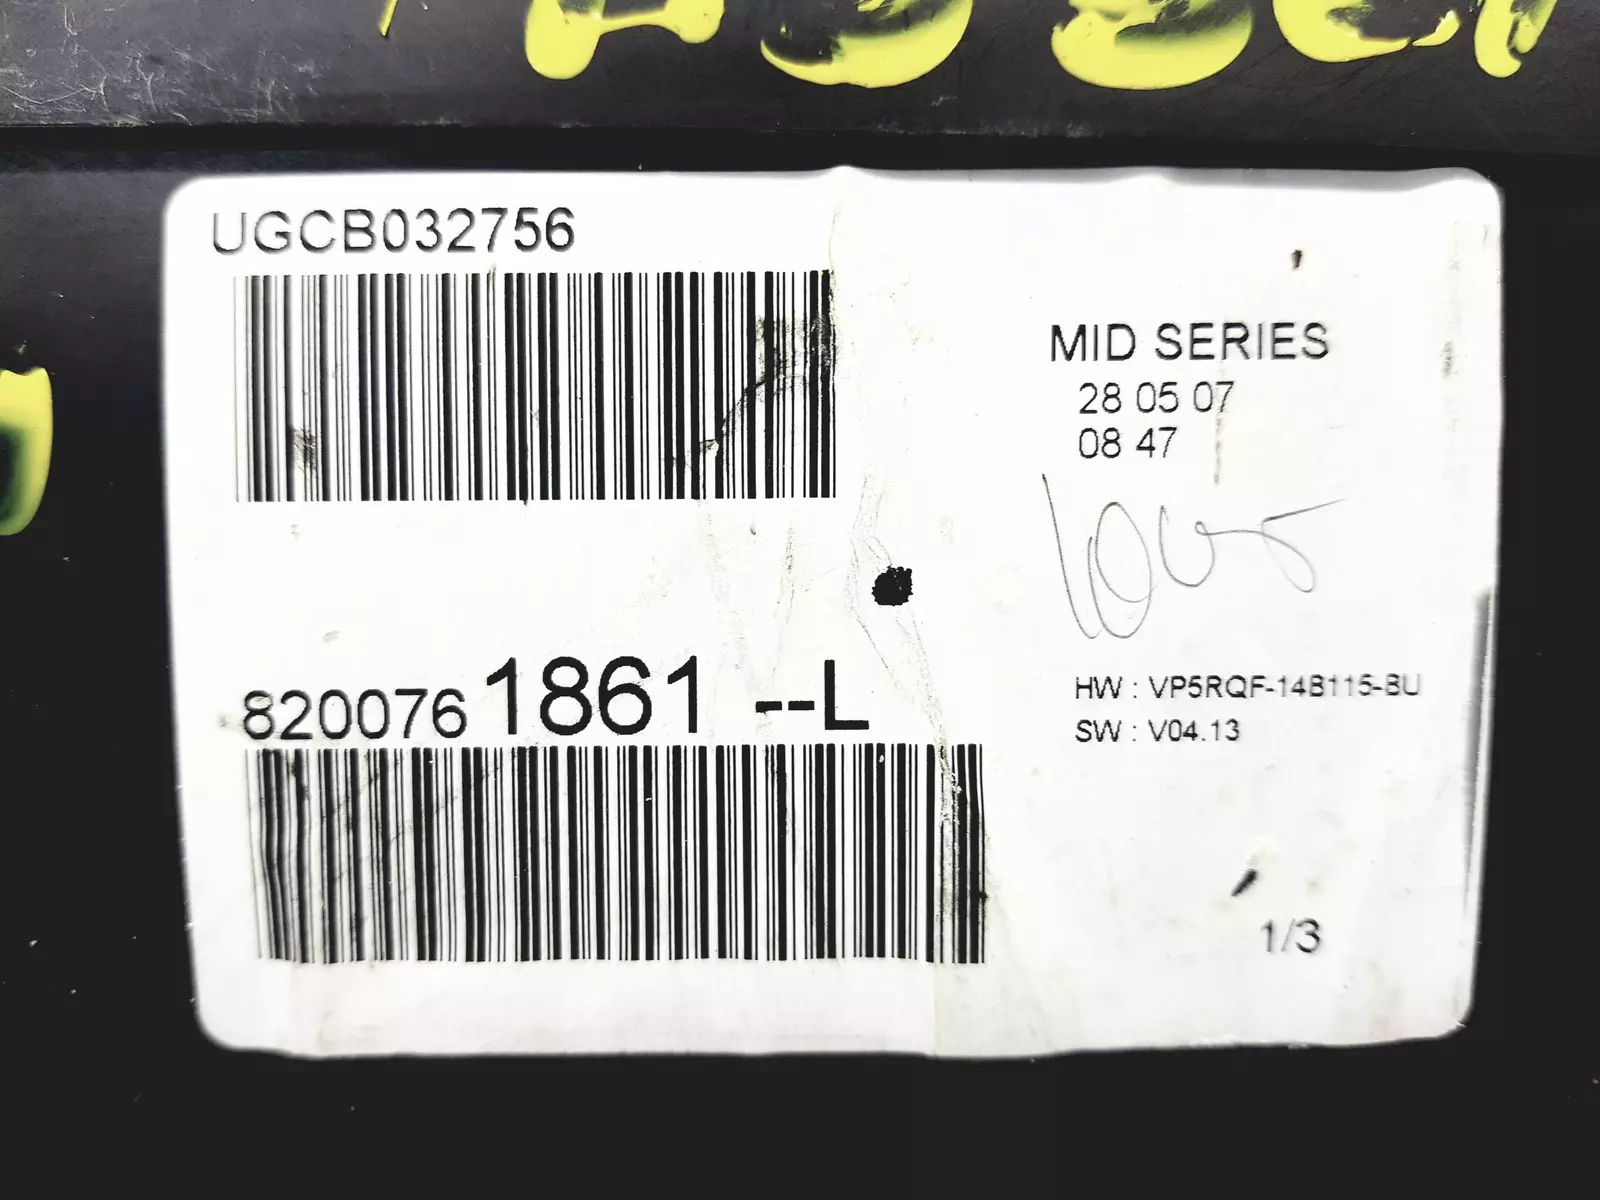 UGCB032756
MID SERIES
28 05 07
08 47
8200761861 --L
HW : VP5RQF-14B115-BU
SW : V04.13
1/3